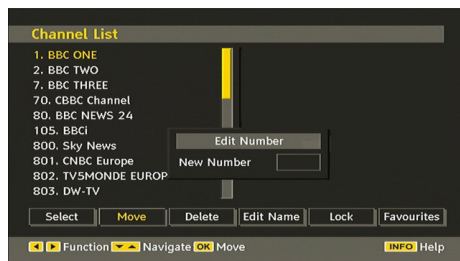 Channel List
1. BBC ONE
2. BBC TWO
7. BBC THREE
70. CBBC Channel
80. BBC NEWS 24
105. BBCi
800. Sky News
801. CNBC Europe
802. TV5MONDE EUROP
803. DW-TV
Edit Number
New Number
Select Move Delete Edit Name Lock Favourites
Function Navigate OK Move INFO Help